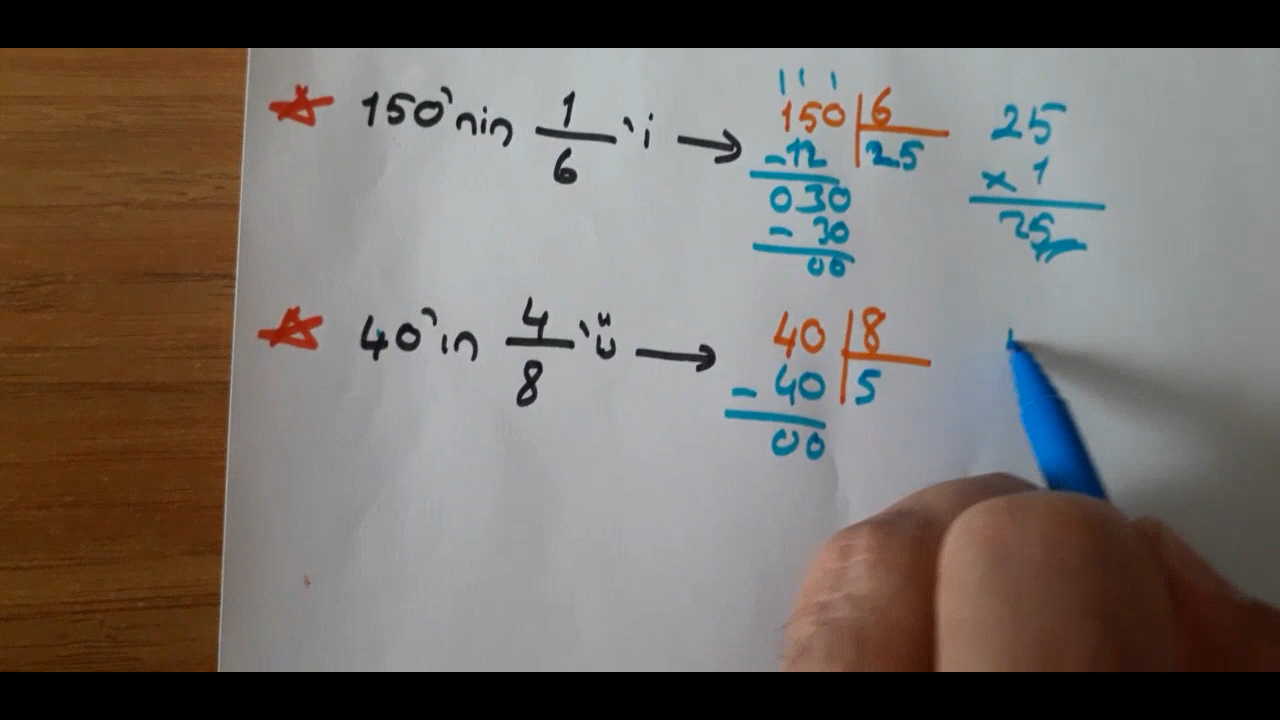 150'nin 1/6 'i → 150 | 6 25
-12 | 25 x 1
030 25
- 30
00
40'in 4/8 'ü → 40 | 8
- 40 | 5
00